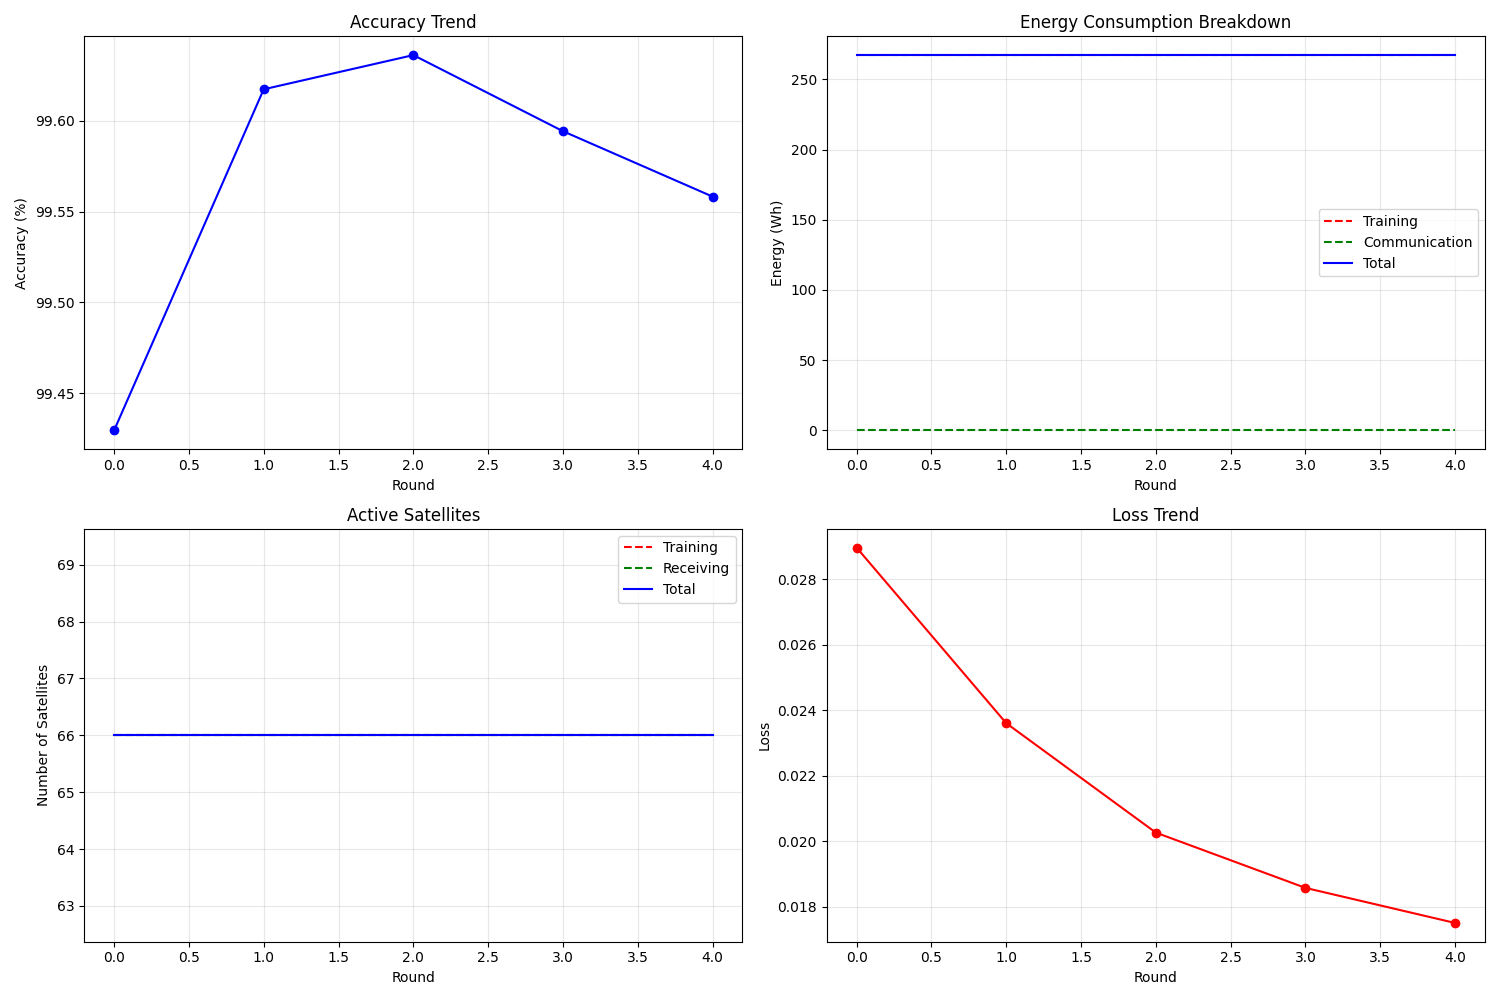 Accuracy Trend
Accuracy (%)
99.60
99.55
99.50
99.45
0.0 0.5 1.0 1.5 2.0 2.5 3.0 3.5 4.0
Round
Energy Consumption Breakdown
Energy (Wh)
250
200
150
100
50
0
Training
Communication
Total
0.0 0.5 1.0 1.5 2.0 2.5 3.0 3.5 4.0
Round
Active Satellites
Number of Satellites
69
68
67
66
65
64
63
Training
Receiving
Total
0.0 0.5 1.0 1.5 2.0 2.5 3.0 3.5 4.0
Round
Loss Trend
Loss
0.028
0.026
0.024
0.022
0.020
0.018
0.0 0.5 1.0 1.5 2.0 2.5 3.0 3.5 4.0
Round